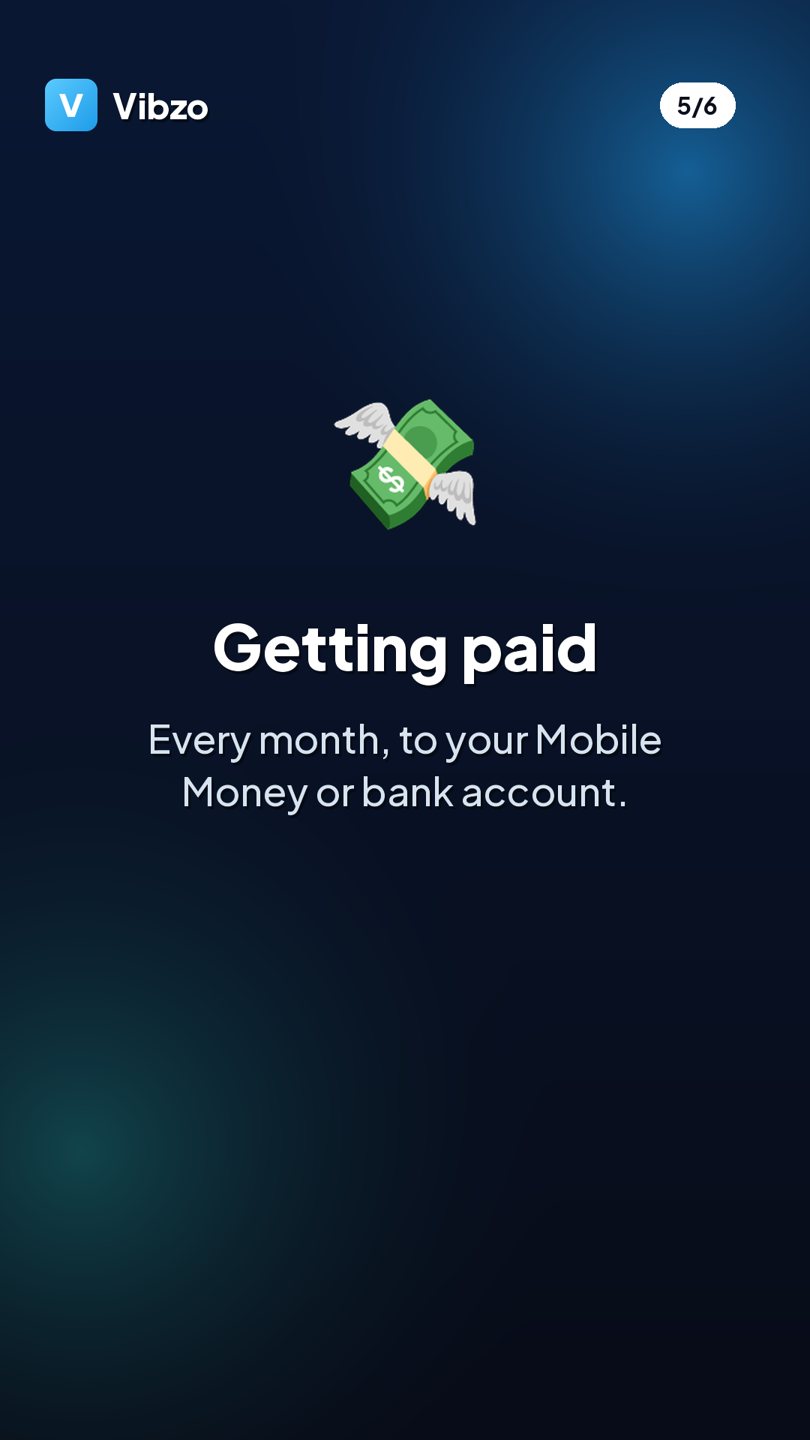 V Vibzo
5/6
$
Getting paid
Every month, to your Mobile
Money or bank account.